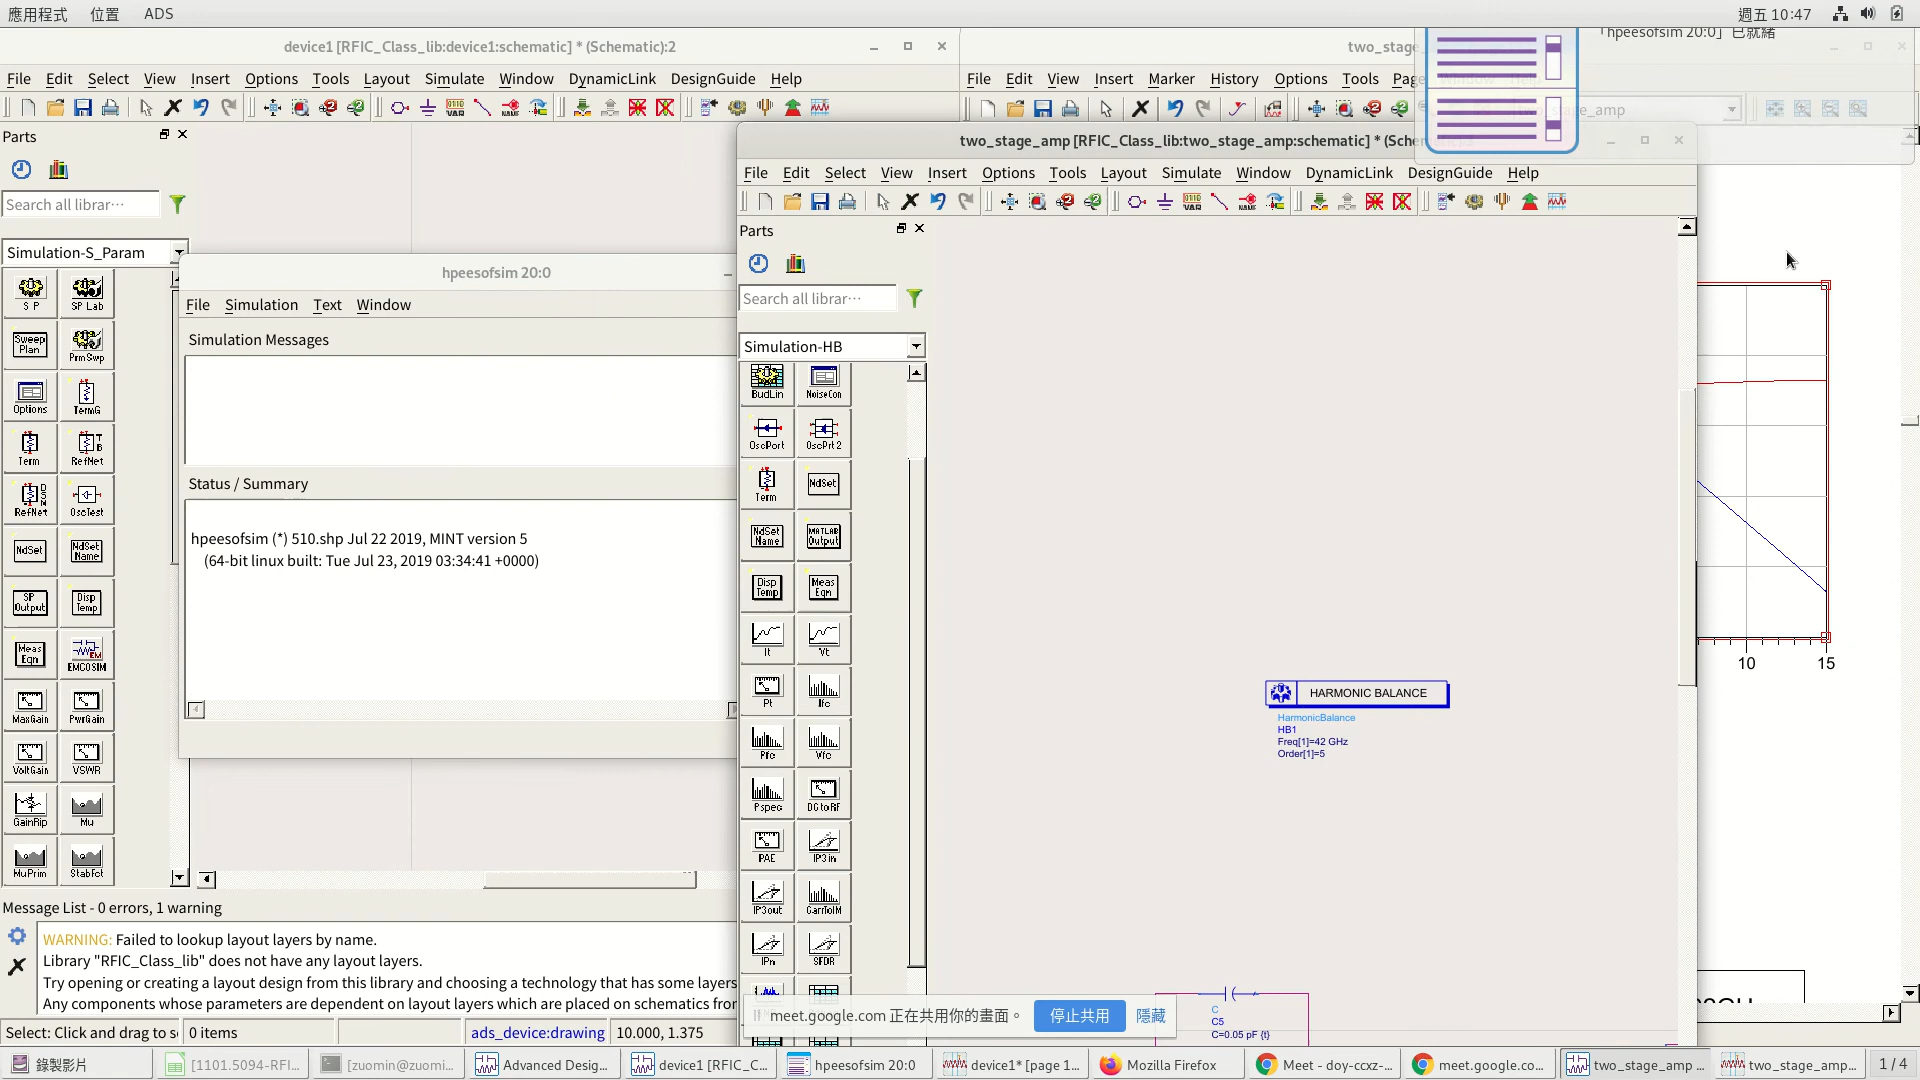 應用程式 位置 ADS 週五 10:47
device1 [RFIC_Class_lib:device1:schematic] * (Schematic):2
File Edit Select View Insert Options Tools Layout Simulate Window DynamicLink DesignGuide Help
Parts
Search all librar···
Simulation-S_Param
S P SP Lab
Sweep Plan PrmSwp
Options TermG
Term RefNet
RefNet OscTest
NdSet NdSet Name
SP Output Disp Temp
Meas Eqn EMCOSIM
MaxGain PwrGain
VoltGain VSWR
GainRip Mu
MuPrim StabFct
two_stage_
「hpeesofsim 20:0」已就緒
File Edit View Insert Marker History Options Tools Page
hpeesofsim 20:0
File Simulation Text Window
Simulation Messages
Status / Summary
hpeesofsim (*) 510.shp Jul 22 2019, MINT version 5
(64-bit linux built: Tue Jul 23, 2019 03:34:41 +0000)
two_stage_amp [RFIC_Class_lib:two_stage_amp:schematic] * (Sche
File Edit Select View Insert Options Tools Layout Simulate Window DynamicLink DesignGuide Help
Parts
Search all librar···
Simulation-HB
BudLin NoiseCon
OscPort OscPrt2
Term NdSet
NdSet Name MATLAB Output
Disp Temp Meas Eqn
It Vt
Pt Ifc
Pfc Vfc
Pspec DCtoRF
PAE IP3in
IP3out CarrToIM
IPn SFDR
HARMONIC BALANCE
HarmonicBalance
HB1
Freq[1]=42 GHz
Order[1]=5
C
C5
C=0.05 pF {t}
10 15
Message List - 0 errors, 1 warning
WARNING: Failed to lookup layout layers by name.
Library "RFIC_Class_lib" does not have any layout layers.
Try opening or creating a layout design from this library and choosing a technology that has some layers
Any components whose parameters are dependent on layout layers which are placed on schematics fror
Select: Click and drag to s 0 items ads_device:drawing 10.000, 1.375
meet.google.com 正在共用你的畫面。 停止共用 隱藏
錄製影片 [1101.5094-RFI... [zuomin@zuomi... Advanced Desig... device1 [RFIC_C... hpeesofsim 20:0 device1* [page 1... Mozilla Firefox Meet - doy-ccxz-... meet.google.co... two_stage_amp ... two_stage_amp... 1 / 4